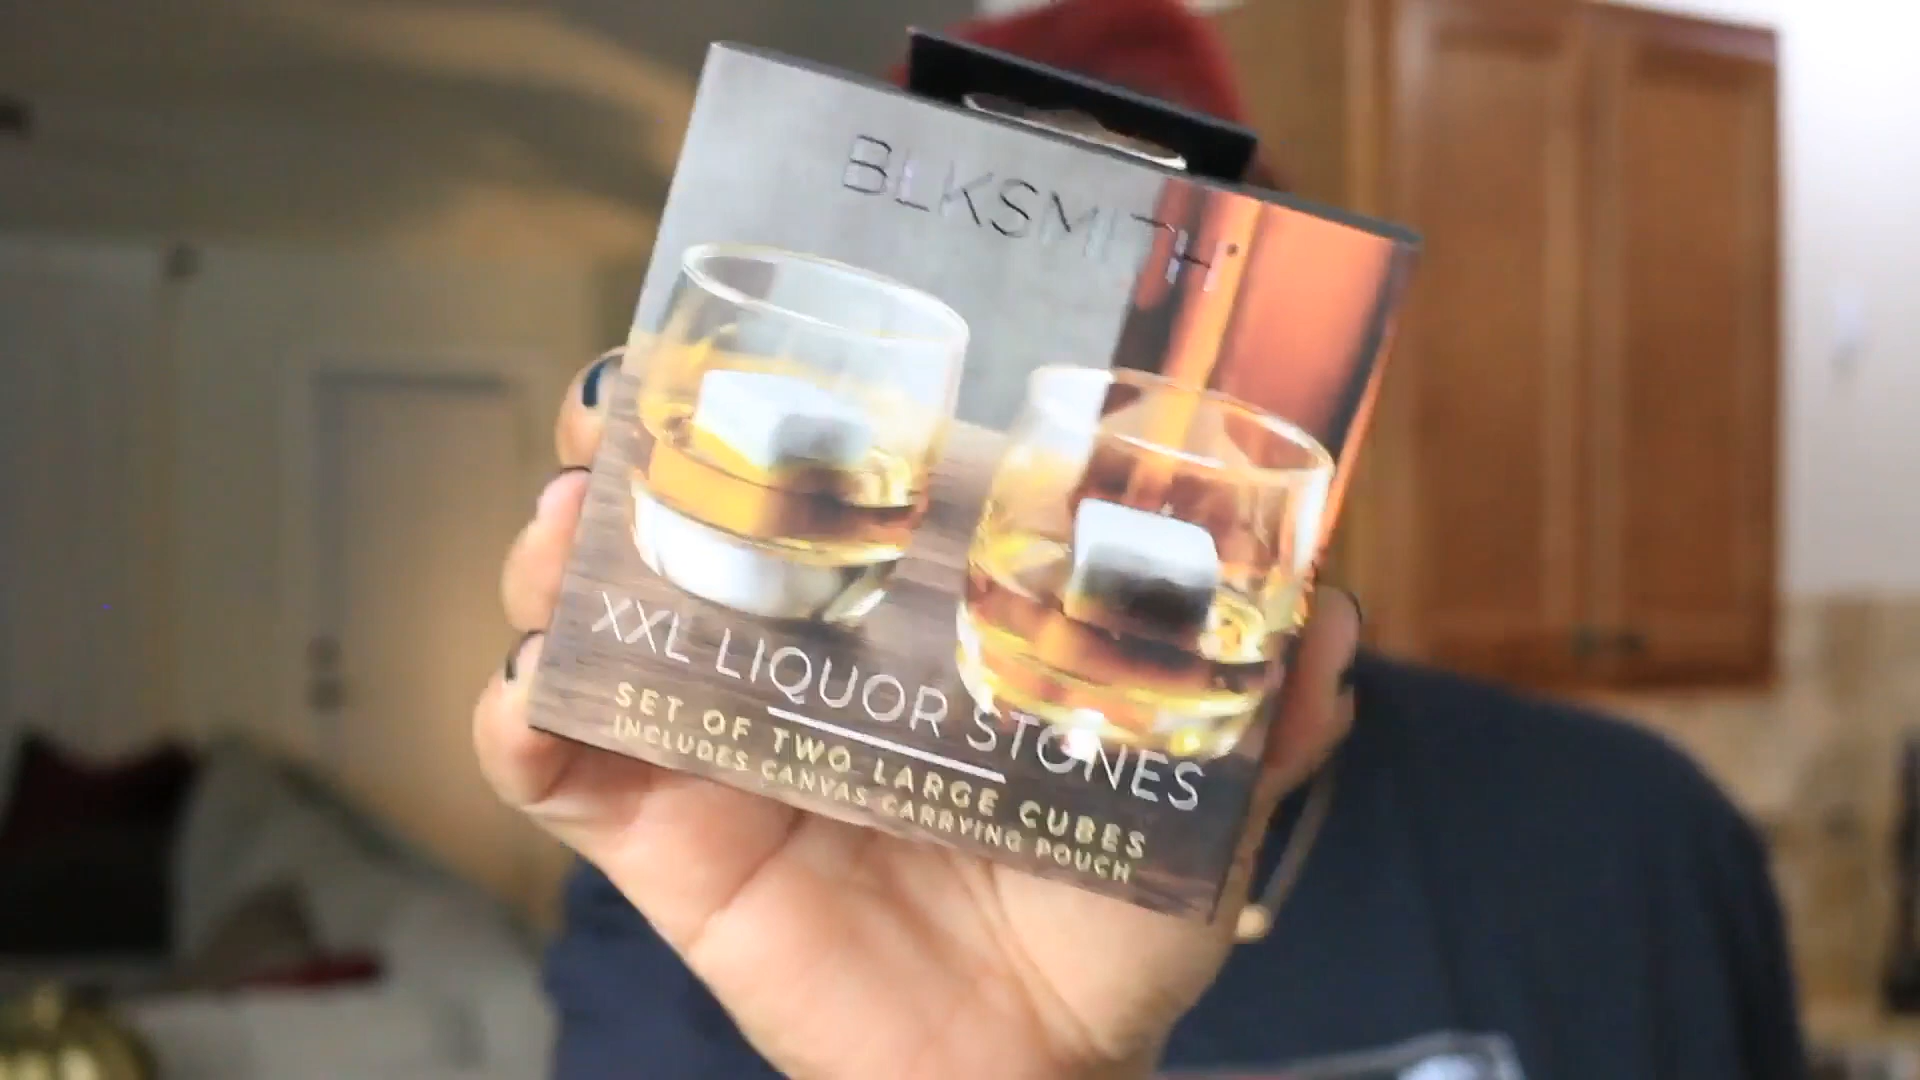 BLKSMITH
XXL LIQUOR STONES
SET OF TWO LARGE CUBES
INCLUDES CANVAS CARRYING POUCH